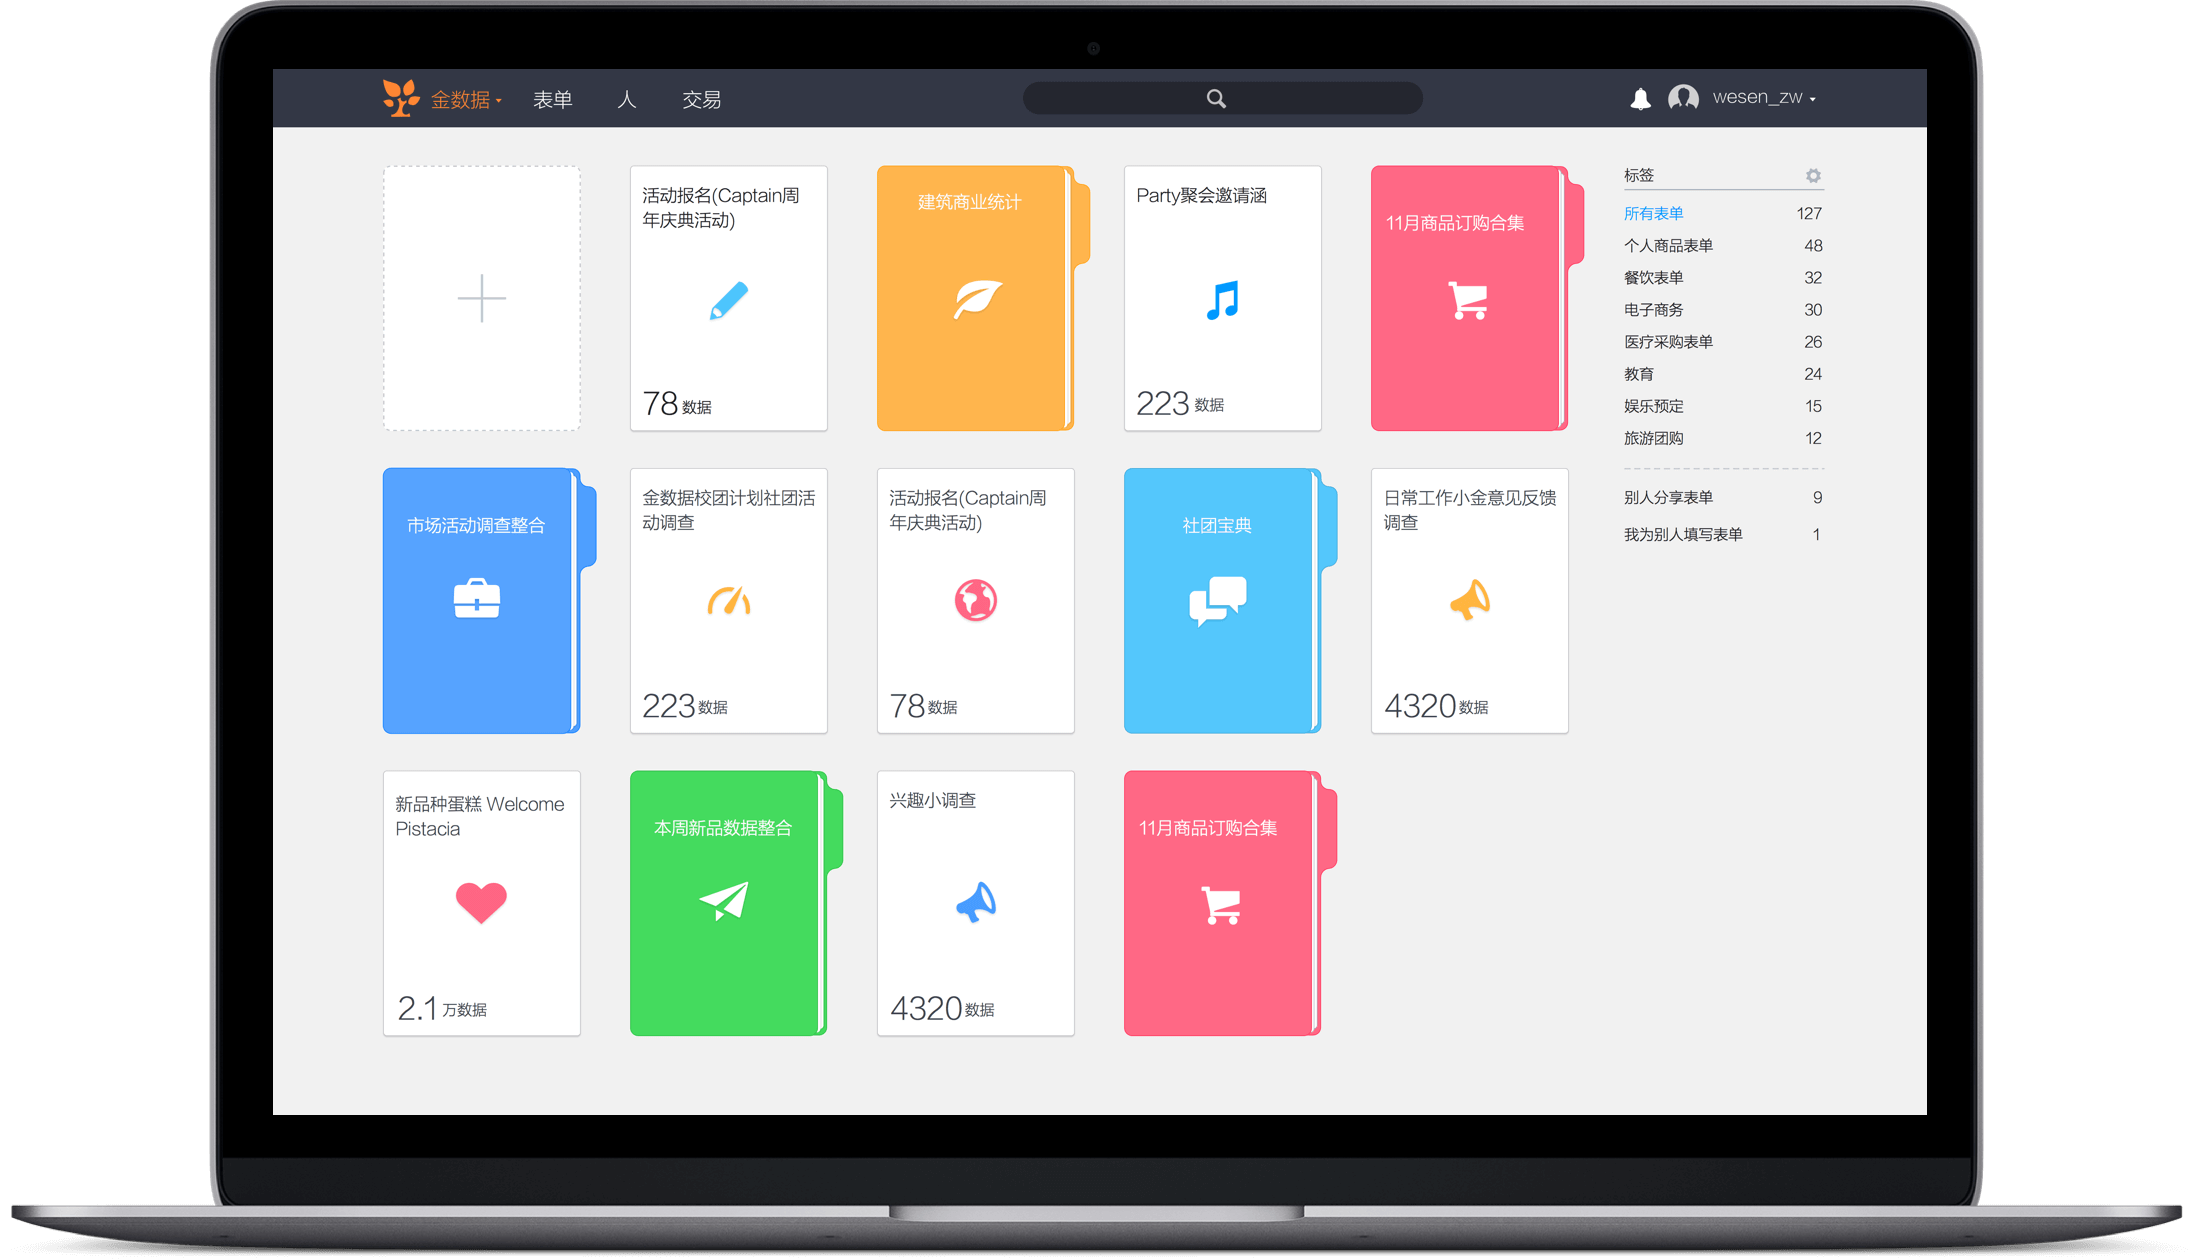 金数据
表单
人
交易
wesen_zw
活动报名(Captain周
年庆典活动)
78 数据
建筑商业统计
Party聚会邀请涵
223 数据
11月商品订购合集
市场活动调查整合
金数据校团计划社团活
动调查
223 数据
活动报名(Captain周
年庆典活动)
78 数据
社团宝典
日常工作小金意见反馈
调查
4320 数据
新品种蛋糕 Welcome
Pistacia
2.1 万数据
本周新品数据整合
兴趣小调查
4320 数据
11月商品订购合集
标签
所有表单 127
个人商品表单 48
餐饮表单 32
电子商务 30
医疗采购表单 26
教育 24
娱乐预定 15
旅游团购 12
别人分享表单 9
我为别人填写表单 1